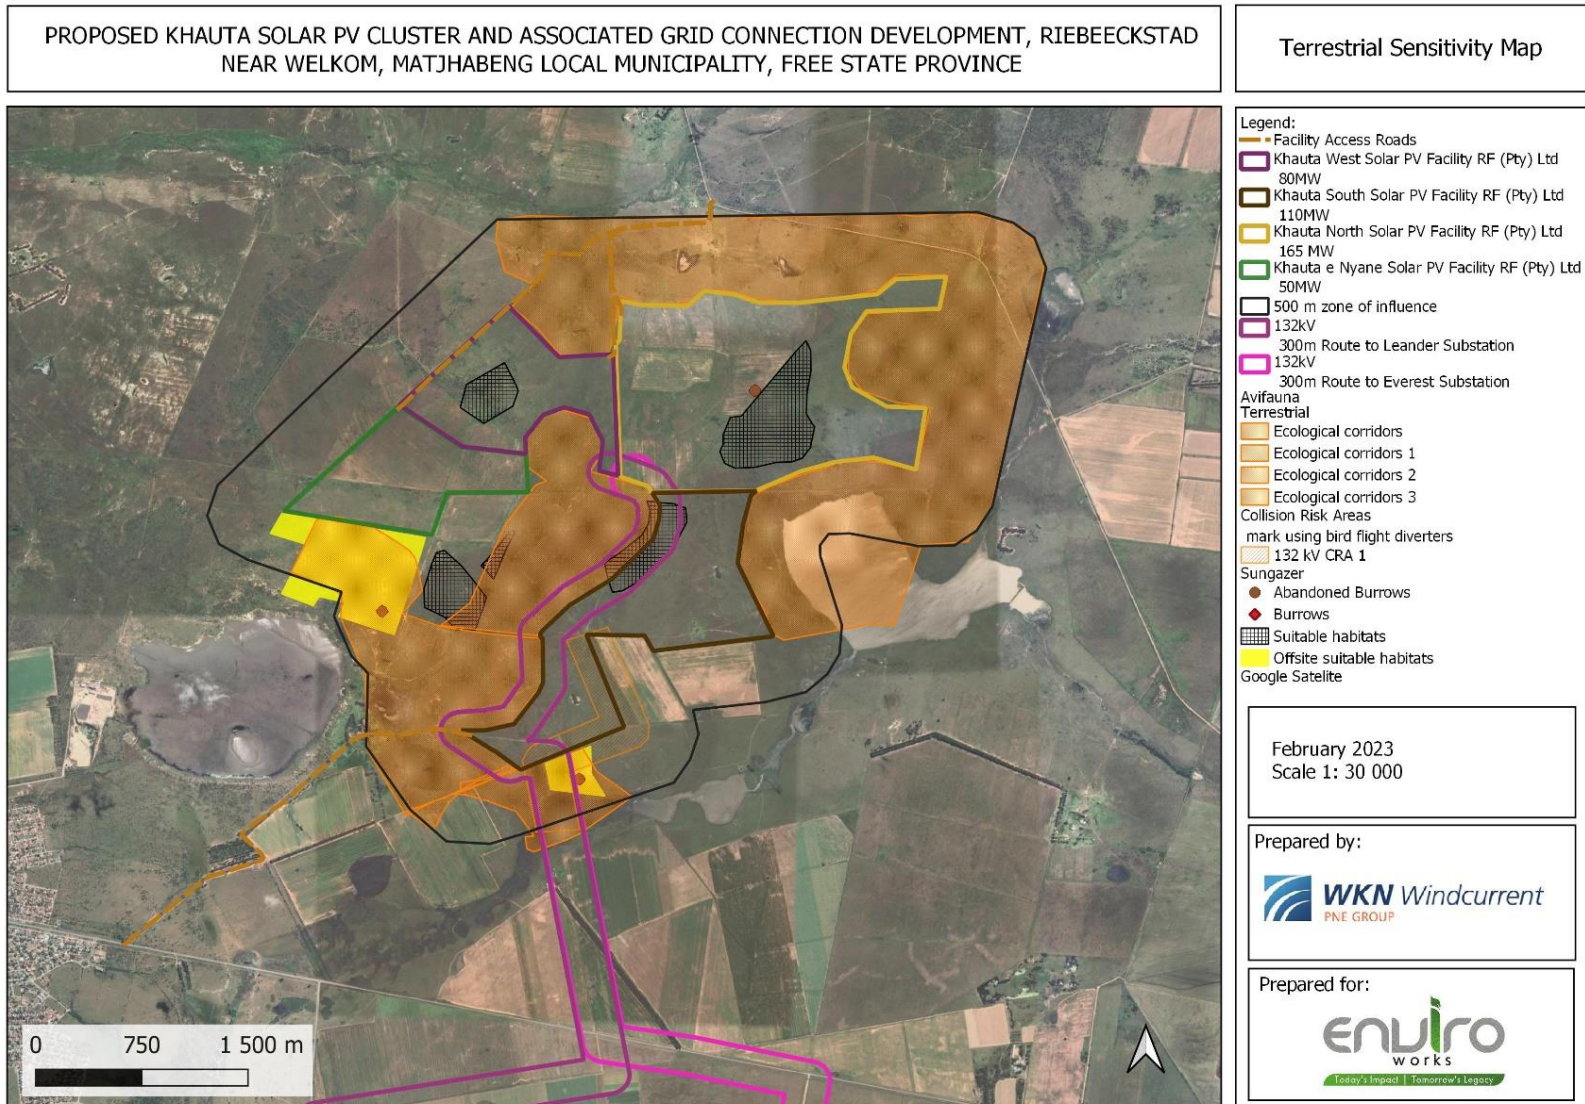 PROPOSED KHAUTA SOLAR PV CLUSTER AND ASSOCIATED GRID CONNECTION DEVELOPMENT, RIEBEECKSTAD
NEAR WELKOM, MATJHABENG LOCAL MUNICIPALITY, FREE STATE PROVINCE
Terrestrial Sensitivity Map
Legend:
Facility Access Roads
Khauta West Solar PV Facility RF (Pty) Ltd
80MW
Khauta South Solar PV Facility RF (Pty) Ltd
110MW
Khauta North Solar PV Facility RF (Pty) Ltd
165 MW
Khauta e Nyane Solar PV Facility RF (Pty) Ltd
50MW
500 m zone of influence
132kV
300m Route to Leander Substation
132kV
300m Route to Everest Substation
Avifauna
Terrestrial
Ecological corridors
Ecological corridors 1
Ecological corridors 2
Ecological corridors 3
Collision Risk Areas
mark using bird flight diverters
132 kV CRA 1
Sungazer
Abandoned Burrows
Burrows
Suitable habitats
Offsite suitable habitats
Google Satelite
February 2023
Scale 1: 30 000
Prepared by:
WKN Windcurrent
PNE GROUP
Prepared for:
enviro
works
Today's Impact | Tomorrow's Legacy
0 750 1 500 m